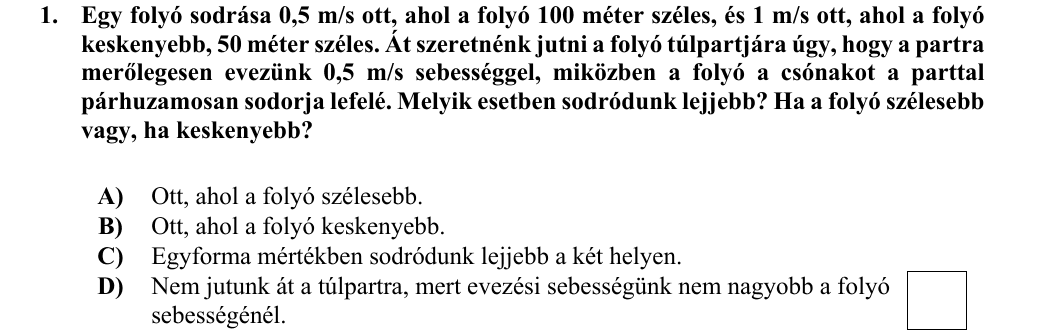 1. Egy folyó sodrása 0,5 m/s ott, ahol a folyó 100 méter széles, és 1 m/s ott, ahol a folyó
keskenyebb, 50 méter széles. Át szeretnénk jutni a folyó túlpartjára úgy, hogy a partra
merőlegesen evezünk 0,5 m/s sebességgel, miközben a folyó a csónakot a parttal
párhuzamosan sodorja lefelé. Melyik esetben sodródunk lejjebb? Ha a folyó szélesebb
vagy, ha keskenyebb?
A) Ott, ahol a folyó szélesebb.
B) Ott, ahol a folyó keskenyebb.
C) Egyforma mértékben sodródunk lejjebb a két helyen.
D) Nem jutunk át a túlpartra, mert evezési sebességünk nem nagyobb a folyó
sebességénél.